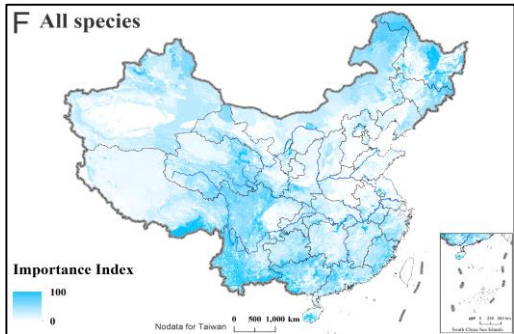 F All species
Importance Index
100
0
Nodata for Taiwan
0 500 1,000 km
South China Sea Islands